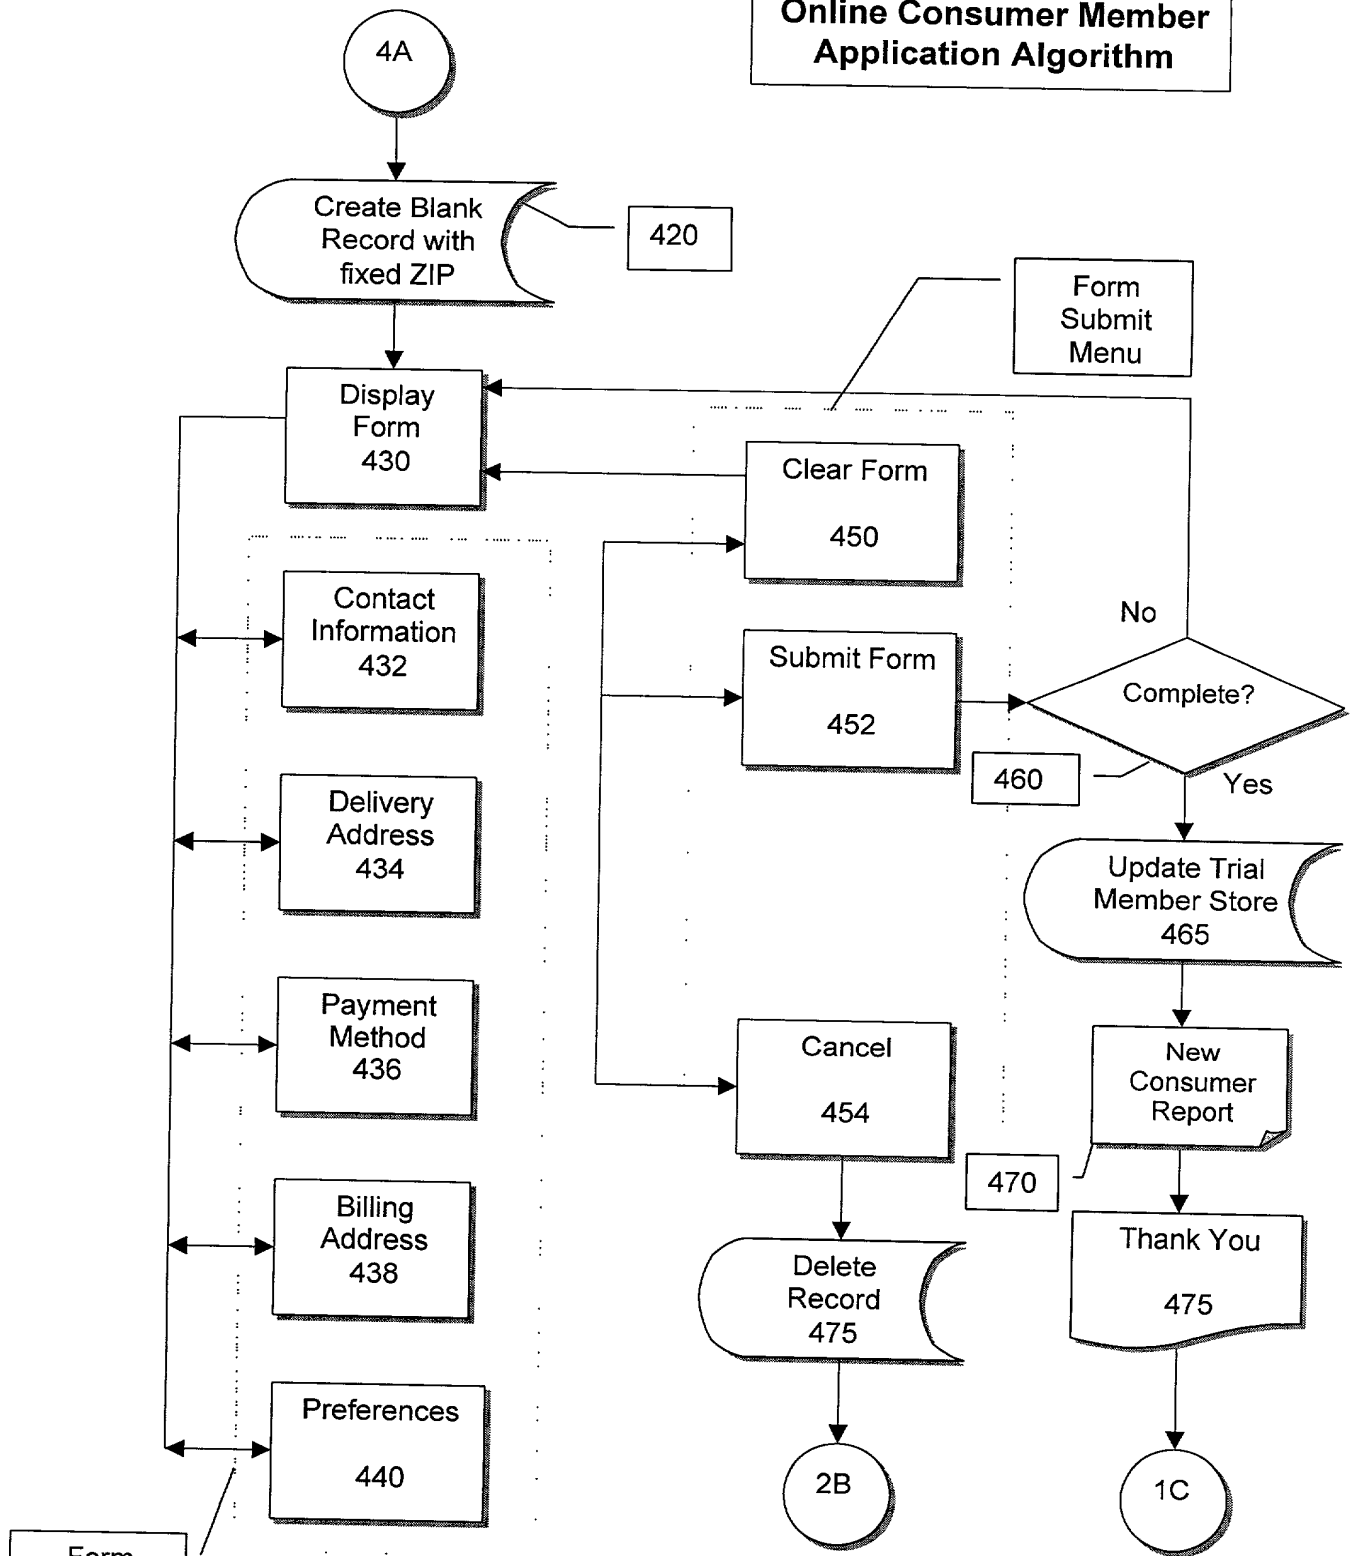 Online Consumer Member
Application Algorithm
4A
Create Blank
Record with
fixed ZIP
420
Form
Submit
Menu
Display
Form
430
Clear Form
450
Contact
Information
432
No
Submit Form
452
Complete?
460
Yes
Delivery
Address
434
Update Trial
Member Store
465
Payment
Method
436
Cancel
454
New
Consumer
Report
470
Billing
Address
438
Delete
Record
475
Thank You
475
Preferences
440
2B
1C
Form